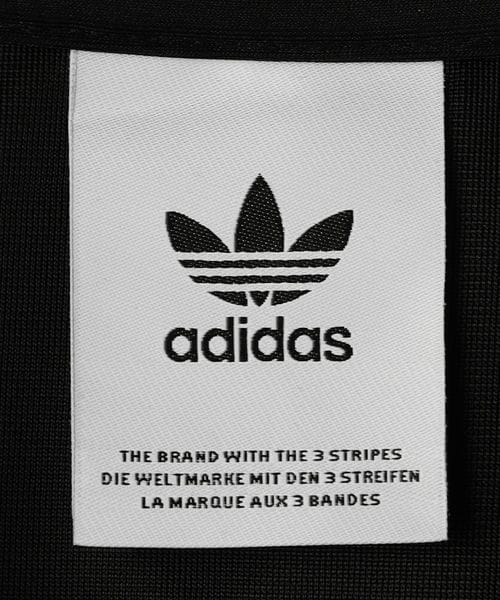 adidas
THE BRAND WITH THE 3 STRIPES
DIE WELTMARKE MIT DEN 3 STREIFEN
LA MARQUE AUX 3 BANDES